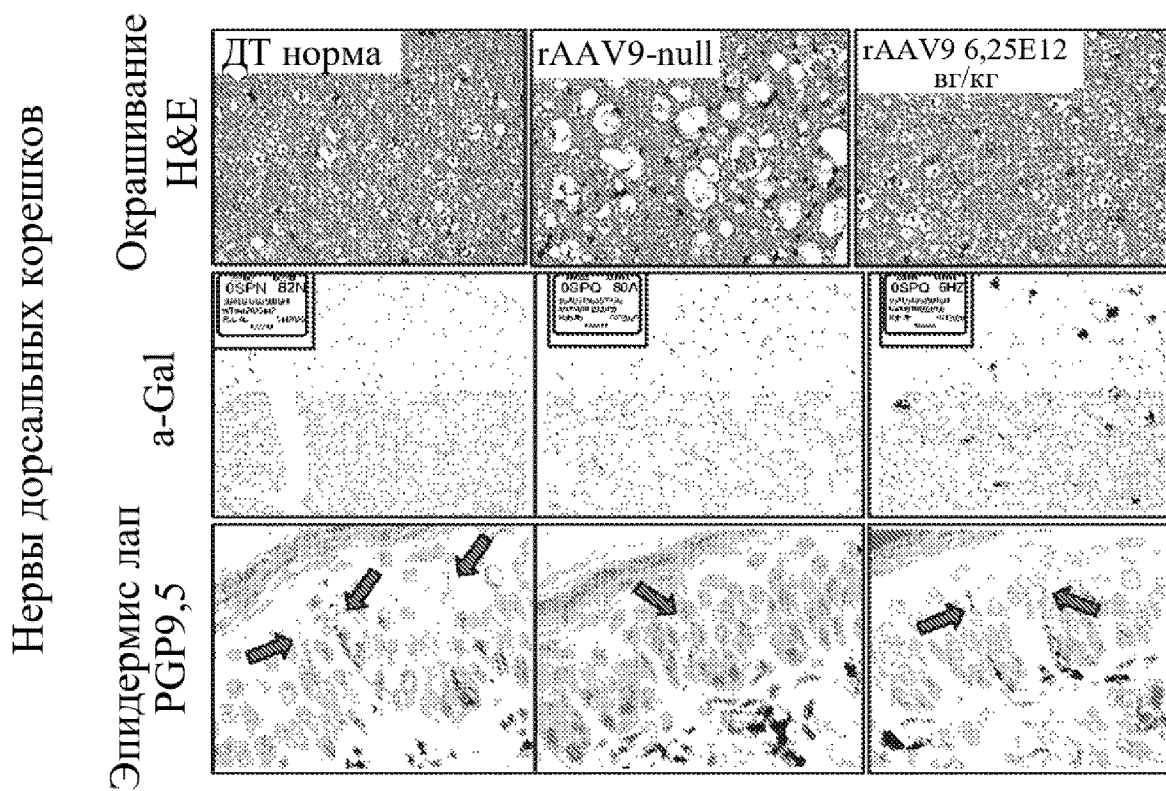 Нервы дорсальных корешков
Окрашивание
H&E
ДТ норма
rAAV9-null
rAAV9 6,25E12
вг/кг
a-Gal
0SPN 82N
0SPQ 80A
0SPQ 6HZ
Эпидермис лап
PGP9,5